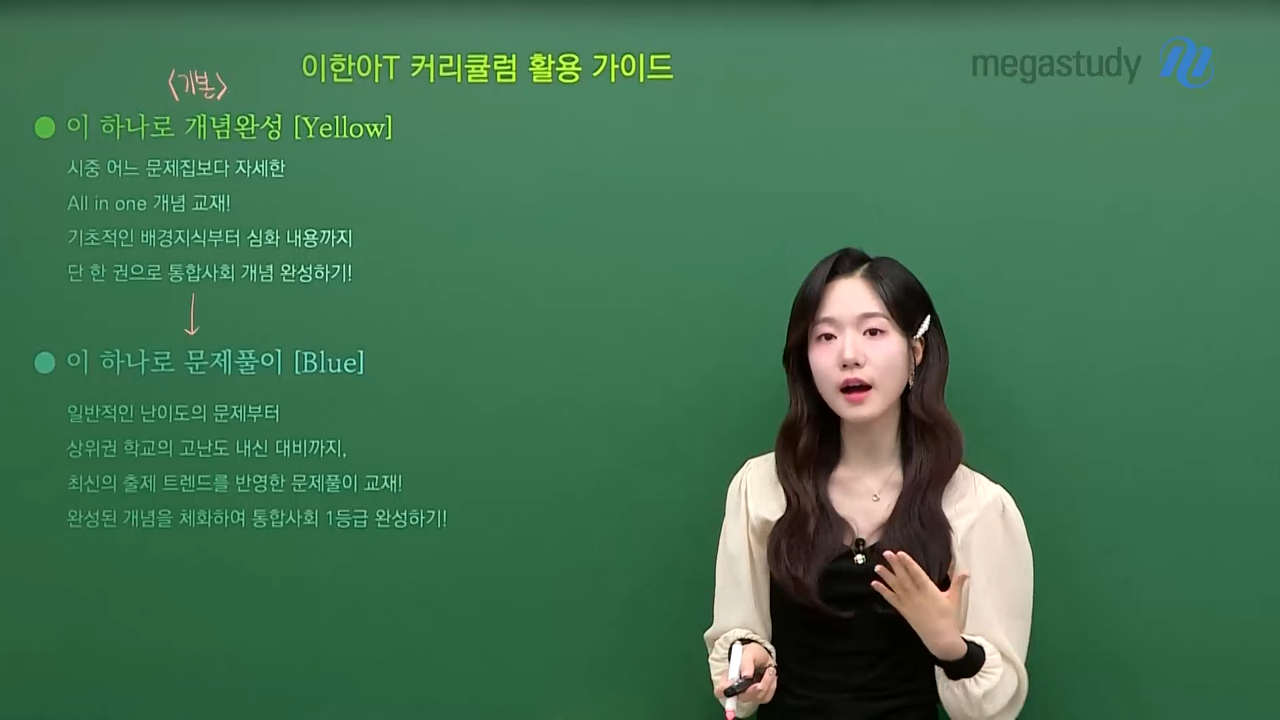 이한아T 커리큘럼 활용 가이드
megastudy
<기본>
이 하나로 개념완성 [Yellow]
시중 어느 문제집보다 자세한
All in one 개념 교재!
기초적인 배경지식부터 심화 내용까지
단 한 권으로 통합사회 개념 완성하기!
이 하나로 문제풀이 [Blue]
일반적인 난이도의 문제부터
상위권 학교의 고난도 내신 대비까지,
최신의 출제 트렌드를 반영한 문제풀이 교재!
완성된 개념을 체화하여 통합사회 1등급 완성하기!